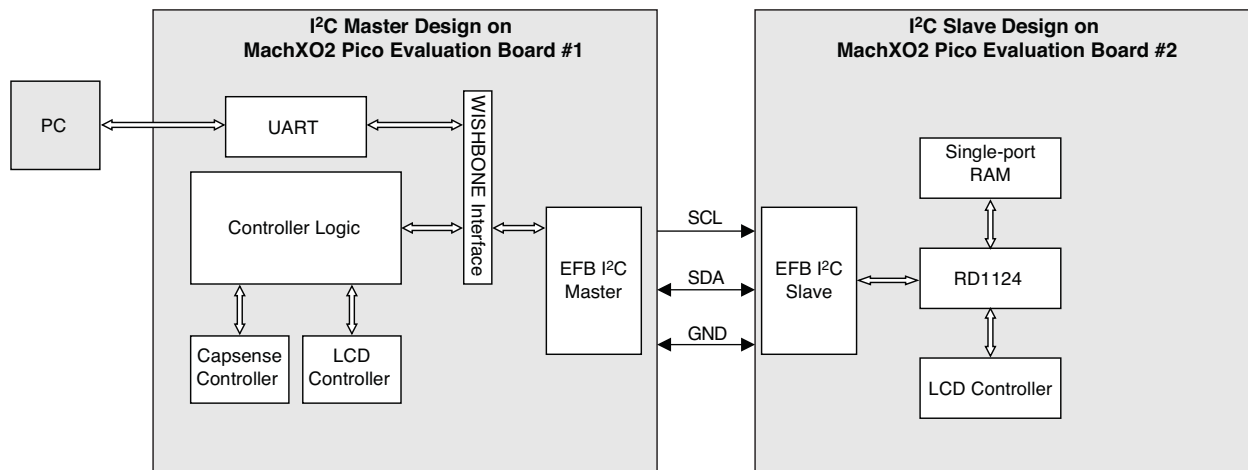 I²C Master Design on
MachXO2 Pico Evaluation Board #1
I²C Slave Design on
MachXO2 Pico Evaluation Board #2
PC
UART
WISHBONE Interface
Controller Logic
Capsense
Controller
LCD
Controller
EFB I²C
Master
SCL
SDA
GND
EFB I²C
Slave
Single-port
RAM
RD1124
LCD Controller